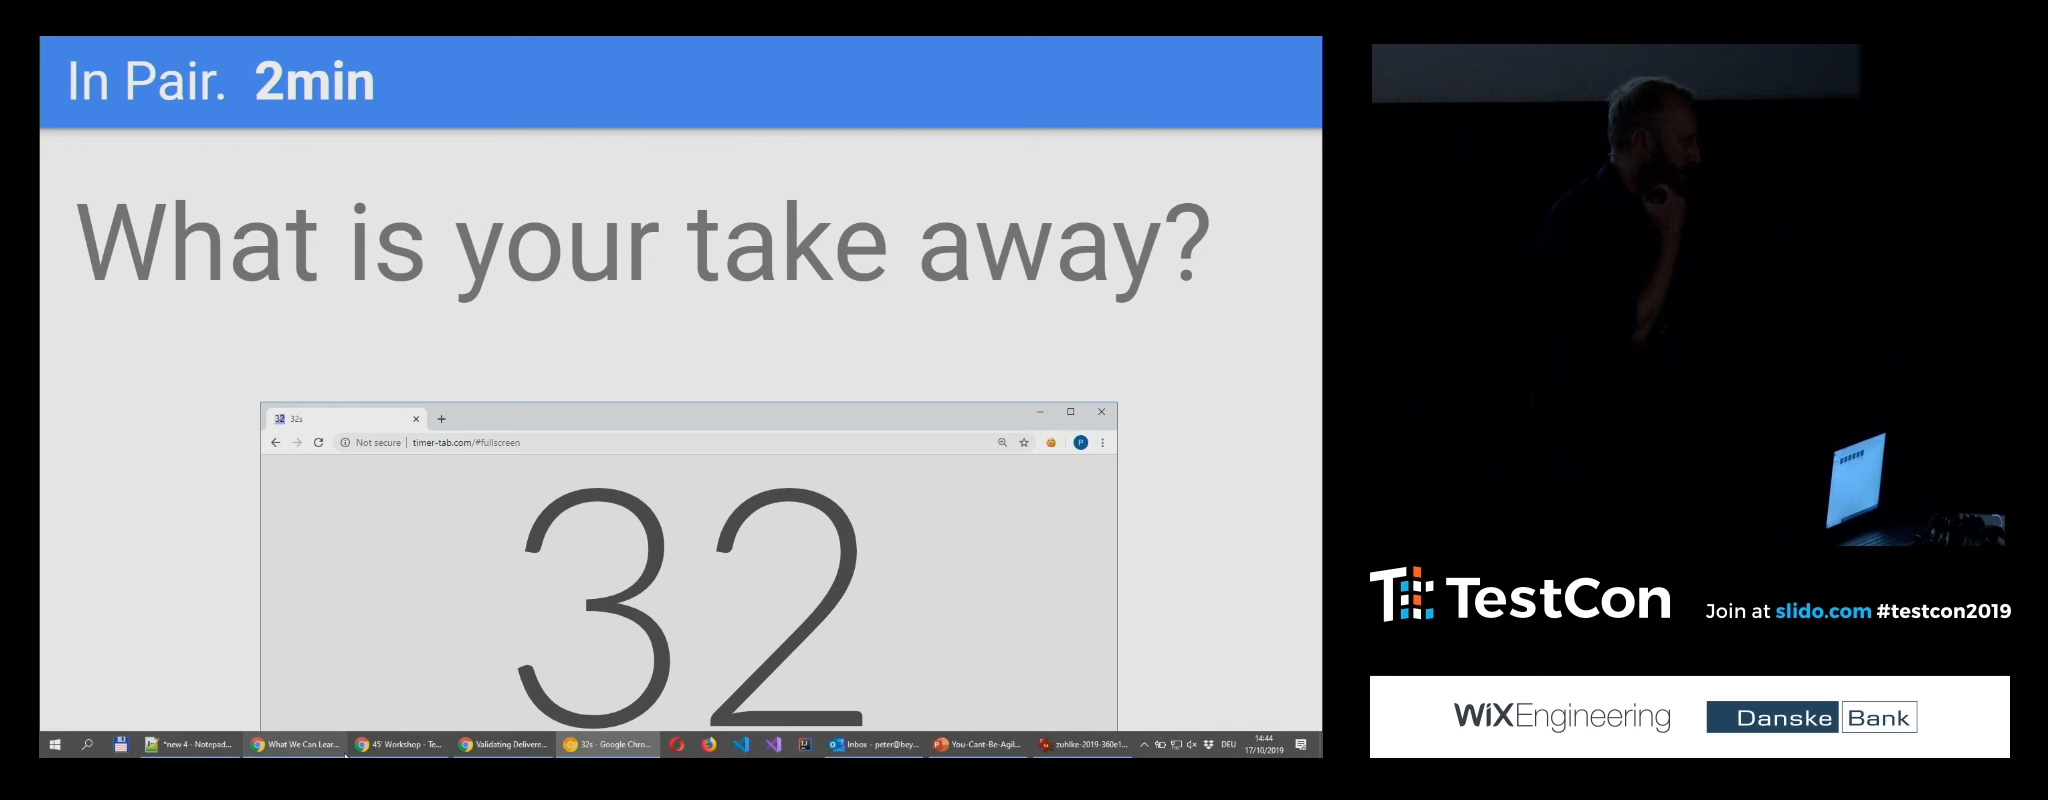 In Pair. 2min
What is your take away?
32 32s
Not secure timer-tab.com/#fullscreen
P
32
*new 4 - Notepad...
What We Can Lear...
45' Workshop - Te...
Validating Delivere...
32s - Google Chro...
Inbox - peter@bey...
You-Cant-Be-Agil...
zuhlke-2019-360e1...
DEU
14:44
17/10/2019
TestCon
Join at slido.com #testcon2019
WiXEngineering
Danske Bank